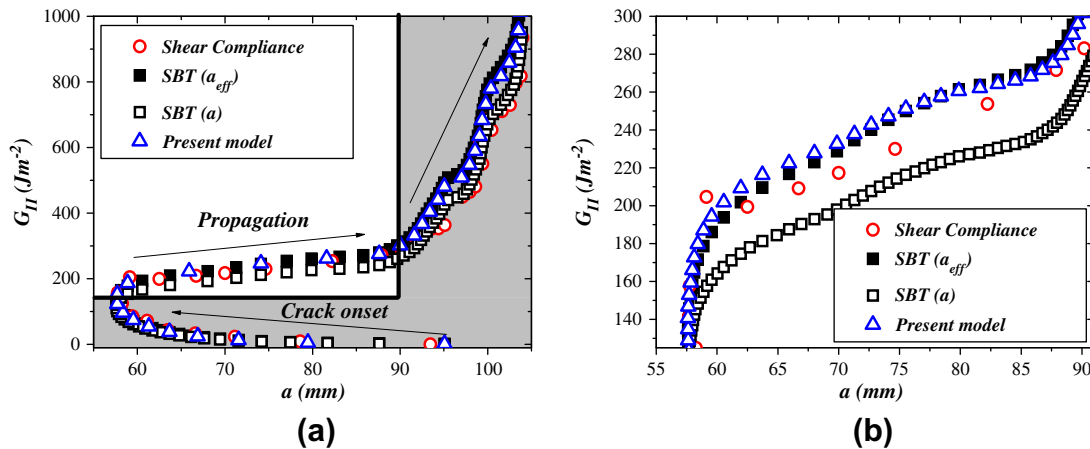 1000
800
600
400
200
0
G_II (Jm^-2)
Shear Compliance
SBT (a_eff)
SBT (a)
Present model
Propagation
Crack onset
60
70
80
90
100
a (mm)
(a)
300
280
260
240
220
200
180
160
140
G_II (Jm^-2)
Shear Compliance
SBT (a_eff)
SBT (a)
Present model
55
60
65
70
75
80
85
90
a (mm)
(b)